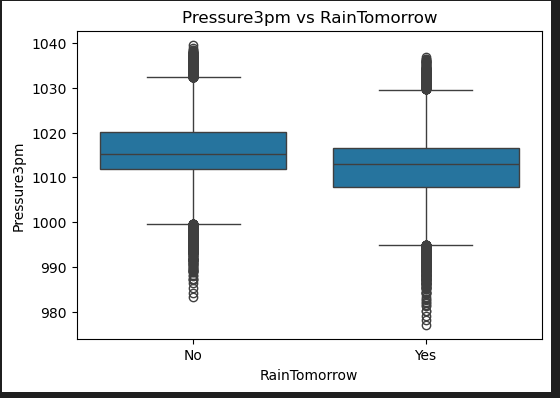 Pressure3pm vs RainTomorrow
1040
1030
1020
1010
1000
990
980
Pressure3pm
No
Yes
RainTomorrow